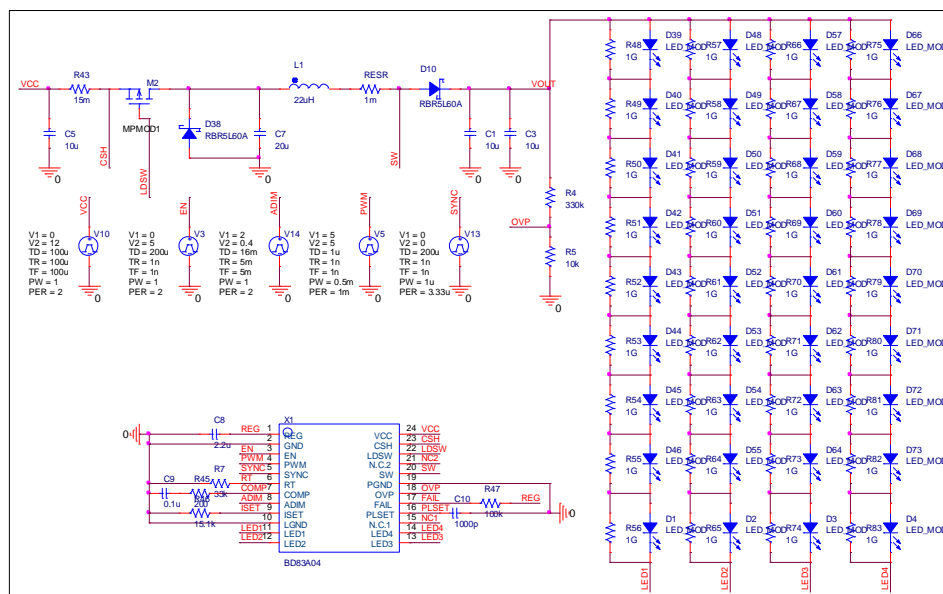 VCC
R43
15m
M2
MPMOD1
L1
22uH
RESR
1m
D10
RBR5L60A
VOUT
C5
10u
CSH
LDSW
D38
RBR5L60A
C7
20u
SW
C1
10u
C3
10u
0
0
0
0
R4
330k
OVP
R5
10k
0
VCC
V10
V1 = 0
V2 = 12
TD = 100u
TR = 100u
TF = 100u
PW = 1
PER = 2
0
EN
V3
V1 = 0
V2 = 5
TD = 200u
TR = 1n
TF = 1n
PW = 1
PER = 2
0
ADIM
V14
V1 = 2
V2 = 0.4
TD = 16m
TR = 5m
TF = 5m
PW = 1
PER = 2
0
PWM
V5
V1 = 5
V2 = 5
TD = 1u
TR = 1n
TF = 1n
PW = 0.5m
PER = 1m
0
SYNC
V13
V1 = 0
V2 = 0
TD = 200u
TR = 1n
TF = 1n
PW = 1u
PER = 3.33u
0
R48 1G D39 LED_MOD R57 1G D48 LED_MOD R66 1G D57 LED_MOD R75 1G D66 LED_MOD
R49 1G D40 LED_MOD R58 1G D49 LED_MOD R67 1G D58 LED_MOD R76 1G D67 LED_MOD
R50 1G D41 LED_MOD R59 1G D50 LED_MOD R68 1G D59 LED_MOD R77 1G D68 LED_MOD
R51 1G D42 LED_MOD R60 1G D51 LED_MOD R69 1G D60 LED_MOD R78 1G D69 LED_MOD
R52 1G D43 LED_MOD R61 1G D52 LED_MOD R70 1G D61 LED_MOD R79 1G D70 LED_MOD
R53 1G D44 LED_MOD R62 1G D53 LED_MOD R71 1G D62 LED_MOD R80 1G D71 LED_MOD
R54 1G D45 LED_MOD R63 1G D54 LED_MOD R72 1G D63 LED_MOD R81 1G D72 LED_MOD
R55 1G D46 LED_MOD R64 1G D55 LED_MOD R73 1G D64 LED_MOD R82 1G D73 LED_MOD
R56 1G D1 LED_MOD R65 1G D2 LED_MOD R74 1G D3 LED_MOD R83 1G D4 LED_MOD
LED1
LED2
LED3
LED4
X1
0
C8
2.2u
REG 1 REG
2 GND
EN 3 EN
PWM 4 PWM
SYNC 5 SYNC
R7
33k
RT 6 RT
C9
0.1u
R45
200
COMP 7 COMP
ADIM 8 ADIM
15.1k
ISET 9 ISET
10 LGND
LED1 11 LED1
LED2 12 LED2
VCC 24 VCC
CSH 23 CSH
LDSW 22 LDSW
N.C.2 21 NC2
SW 20 SW
PGND 19
OVP 18 OVP
FAIL 17 FAIL
PLSET 16 PLSET
N.C.1 15 NC1
LED4 14 LED4
LED3 13 LED3
C10
1000p
R47
100k
REG
0
BD83A04